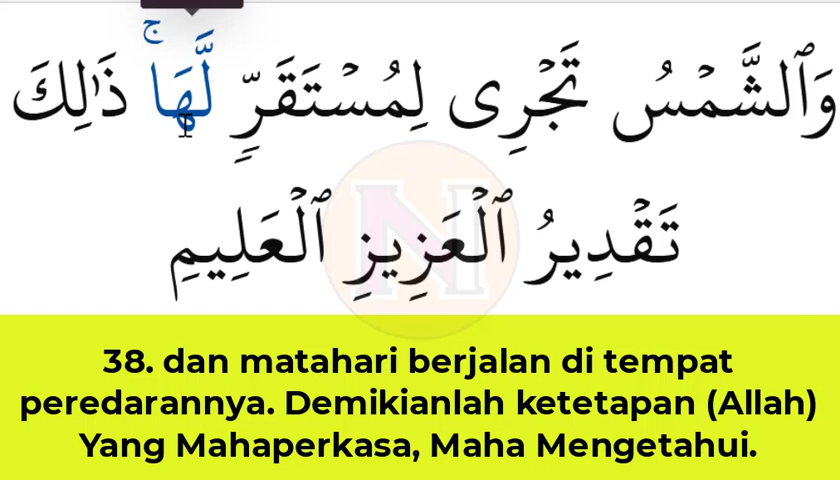 وَٱلشَّمْسُ تَجْرِى لِمُسْتَقَرٍّ لَّهَا ۚ ذَٰلِكَ
تَقْدِيرُ ٱلْعَزِيزِ ٱلْعَلِيمِ
N
38. dan matahari berjalan di tempat
peredarannya. Demikianlah ketetapan (Allah)
Yang Mahaperkasa, Maha Mengetahui.